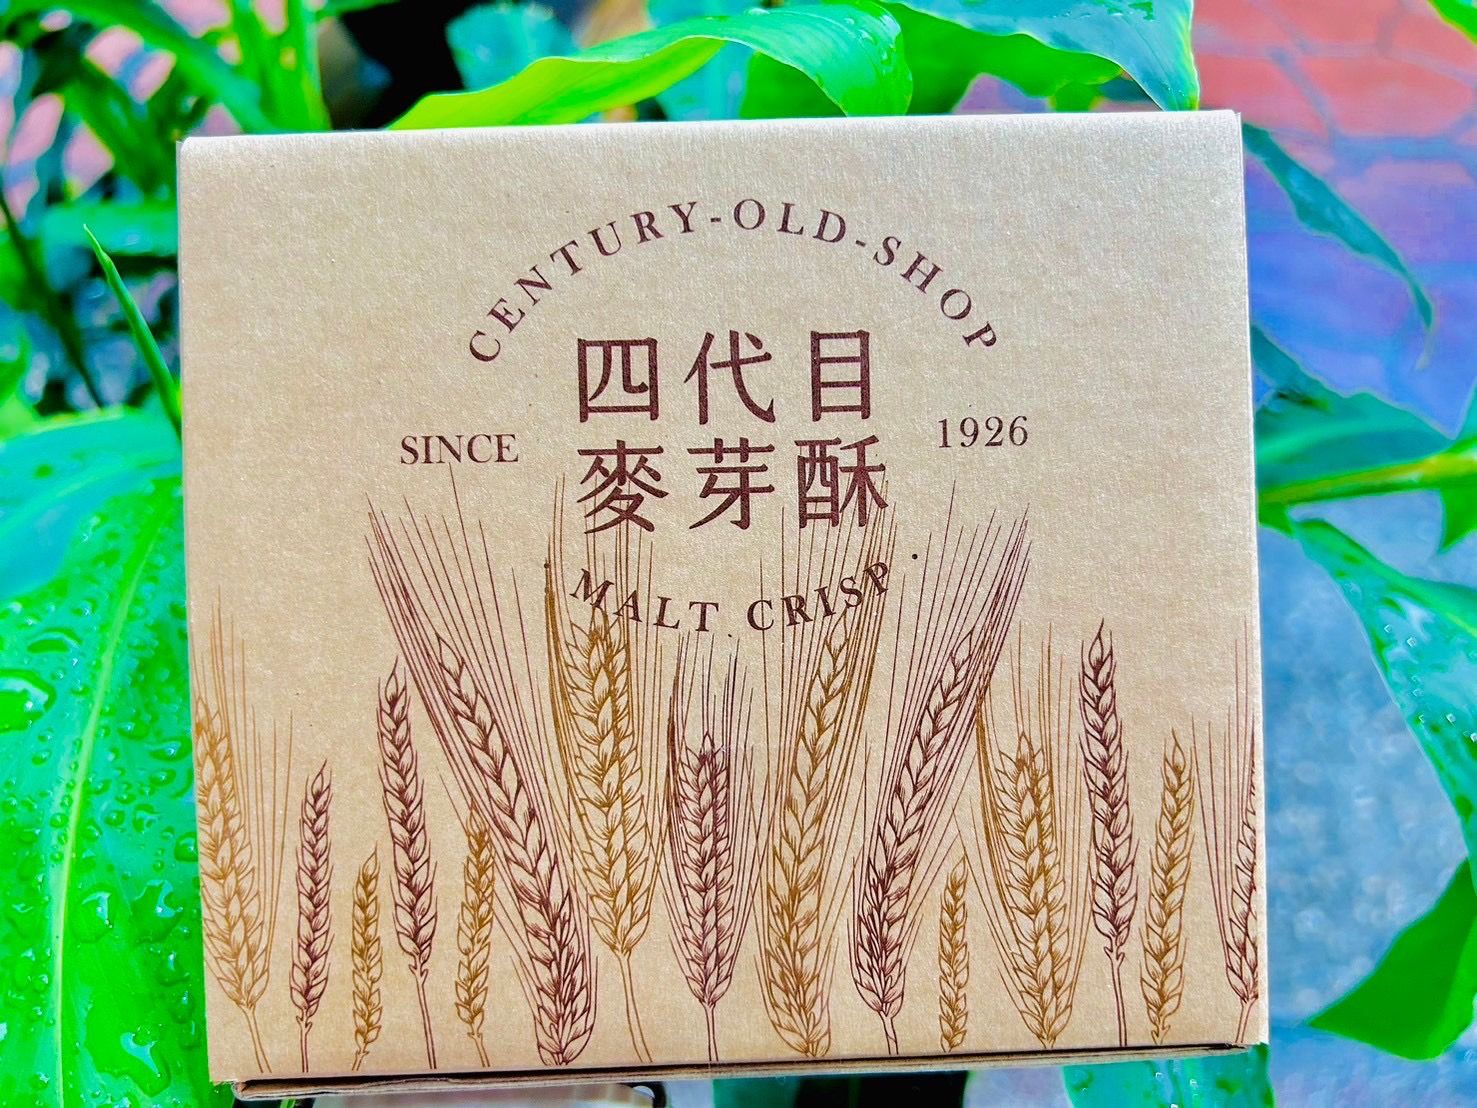 CENTURY-OLD-SHOP
四代目
SINCE
1926
麥芽酥
MALT CRISP